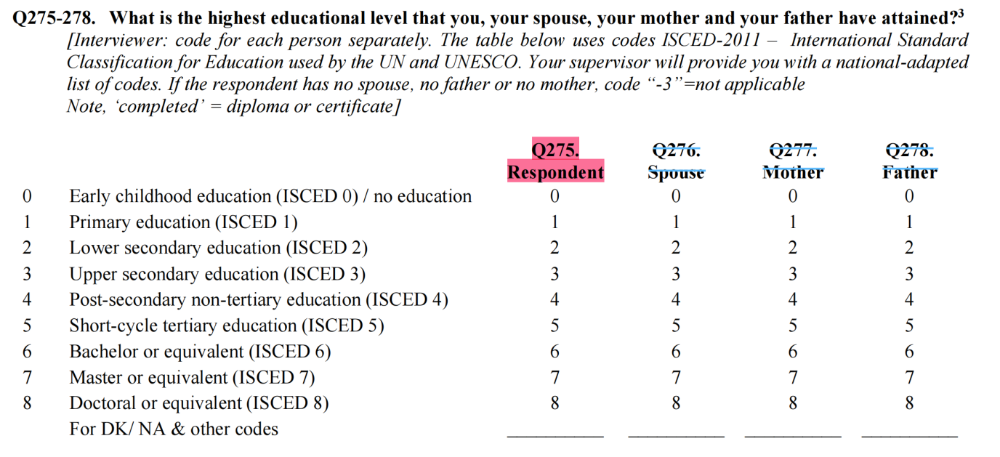 Q275-278. What is the highest educational level that you, your spouse, your mother and your father have attained?³
[Interviewer: code for each person separately. The table below uses codes ISCED-2011 – International Standard
Classification for Education used by the UN and UNESCO. Your supervisor will provide you with a national-adapted
list of codes. If the respondent has no spouse, no father or no mother, code “-3”=not applicable
Note, ‘completed’ = diploma or certificate]
Q275. Q276. Q277. Q278.
Respondent Spouse Mother Father
0 Early childhood education (ISCED 0) / no education 0 0 0 0
1 Primary education (ISCED 1) 1 1 1 1
2 Lower secondary education (ISCED 2) 2 2 2 2
3 Upper secondary education (ISCED 3) 3 3 3 3
4 Post-secondary non-tertiary education (ISCED 4) 4 4 4 4
5 Short-cycle tertiary education (ISCED 5) 5 5 5 5
6 Bachelor or equivalent (ISCED 6) 6 6 6 6
7 Master or equivalent (ISCED 7) 7 7 7 7
8 Doctoral or equivalent (ISCED 8) 8 8 8 8
For DK/ NA & other codes